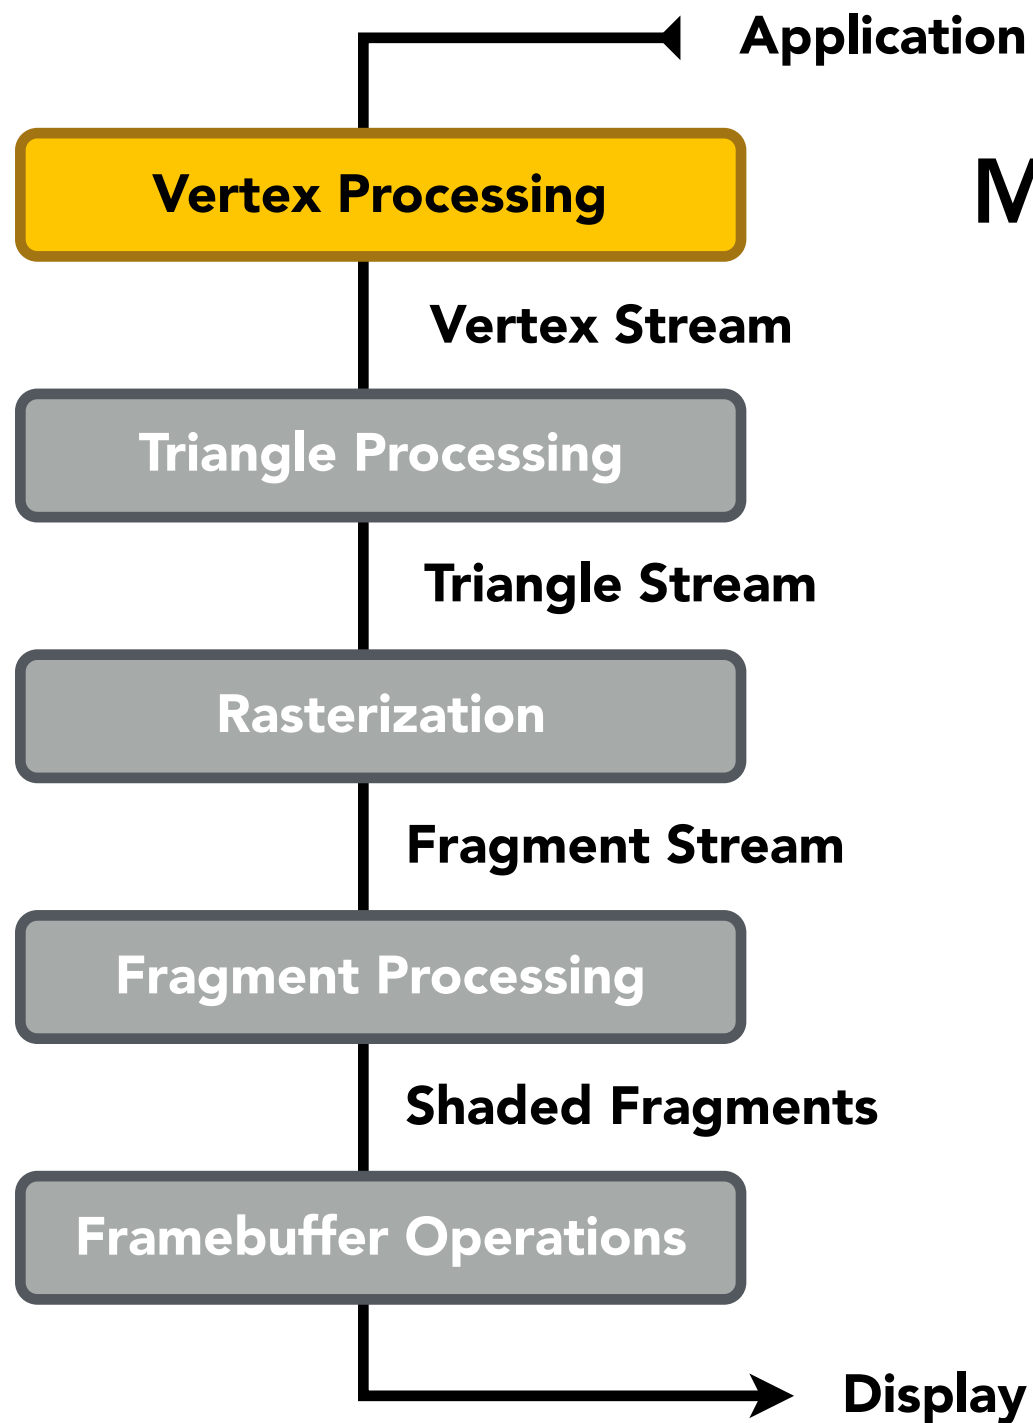 Application
Vertex Processing
M
Vertex Stream
Triangle Processing
Triangle Stream
Rasterization
Fragment Stream
Fragment Processing
Shaded Fragments
Framebuffer Operations
Display